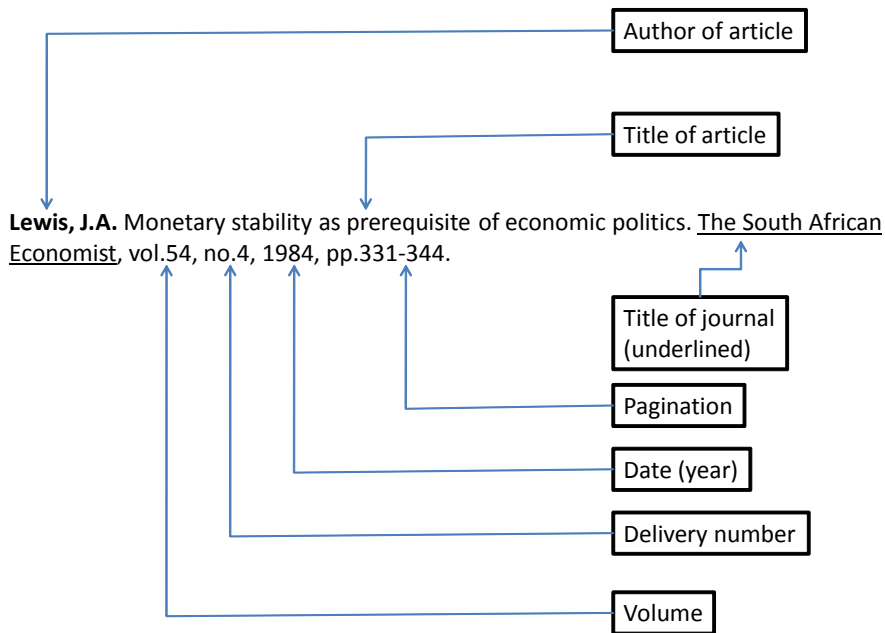 Author of article
Title of article
Lewis, J.A. Monetary stability as prerequisite of economic politics. The South African
Economist, vol.54, no.4, 1984, pp.331-344.
Title of journal
(underlined)
Pagination
Date (year)
Delivery number
Volume